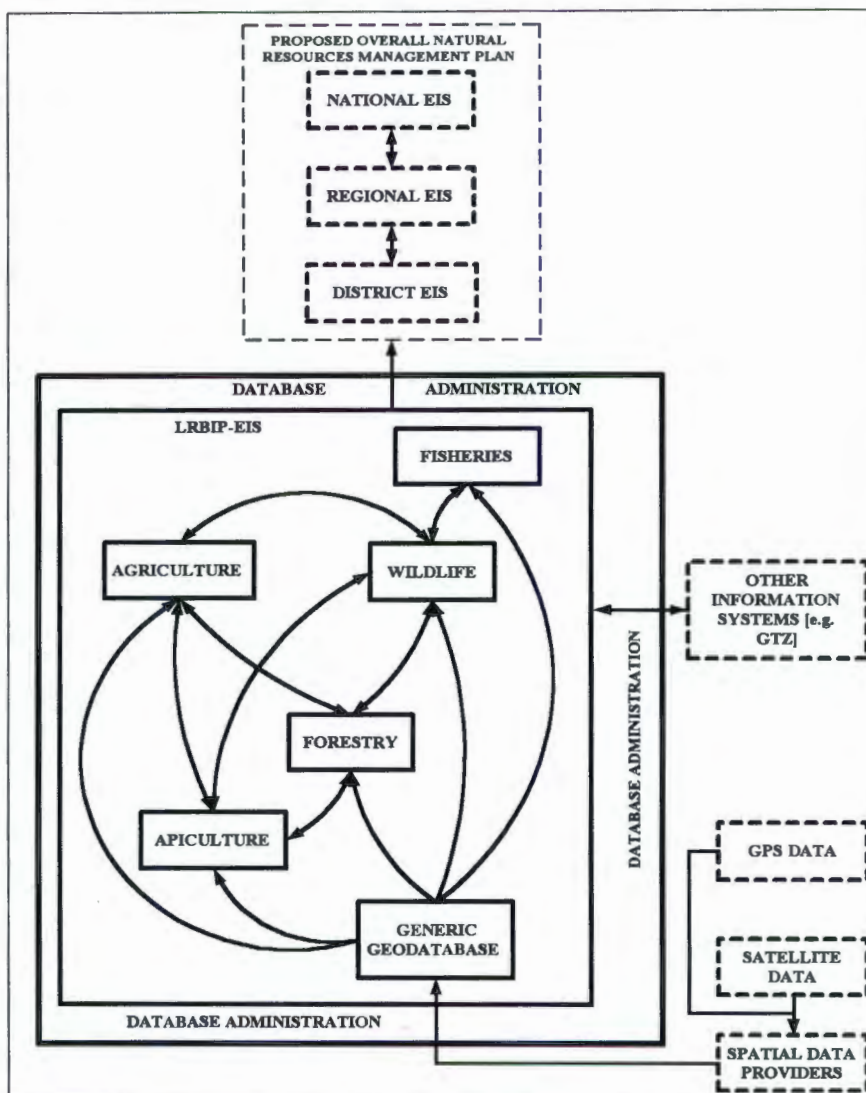 PROPOSED OVERALL NATURAL
RESOURCES MANAGEMENT PLAN
NATIONAL EIS
REGIONAL EIS
DISTRICT EIS
DATABASE ADMINISTRATION
LRBIP-EIS
FISHERIES
AGRICULTURE
WILDLIFE
OTHER
INFORMATION
SYSTEMS [e.g.
GTZ]
FORESTRY
DATABASE ADMINISTRATION
APICULTURE
GPS DATA
GENERIC
GEODATABASE
SATELLITE
DATA
DATABASE ADMINISTRATION
SPATIAL DATA
PROVIDERS